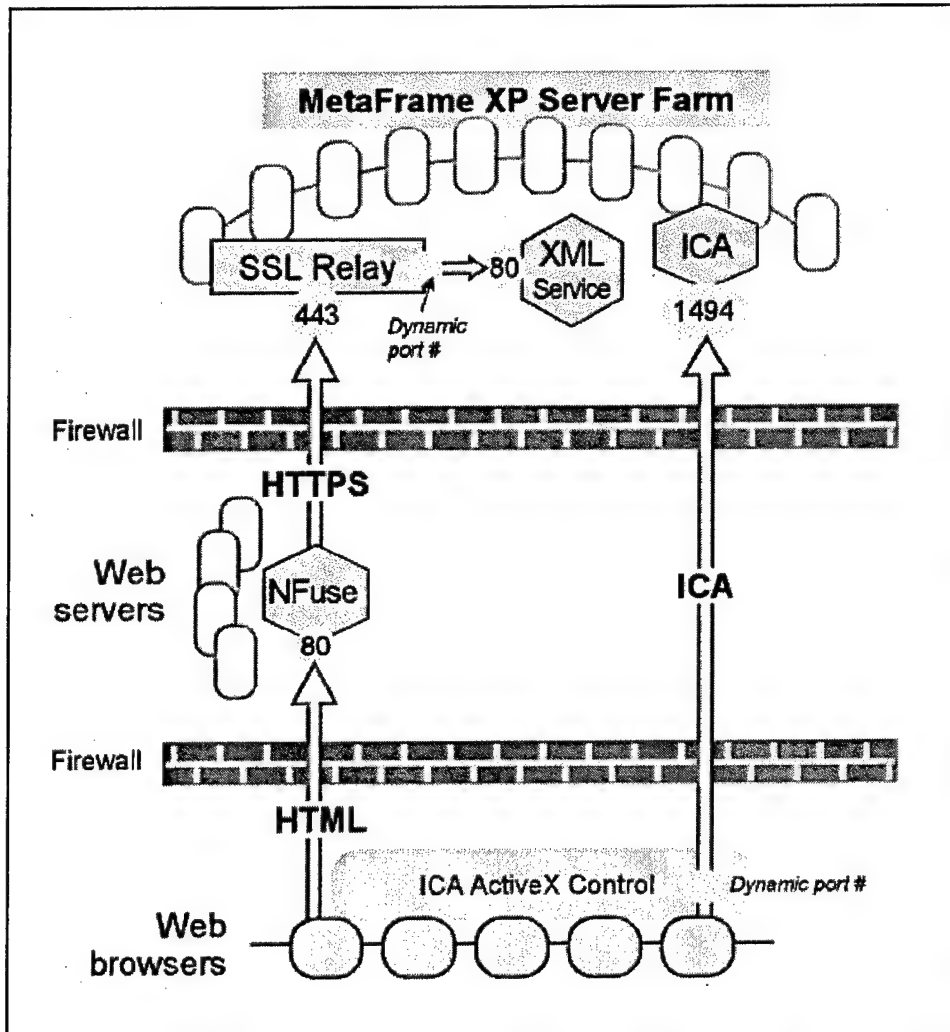 MetaFrame XP Server Farm
SSL Relay
80
XML
Service
ICA
443
Dynamic
port #
1494
Firewall
HTTPS
Web
servers
NFuse
80
ICA
Firewall
HTML
ICA ActiveX Control
Dynamic port #
Web
browsers